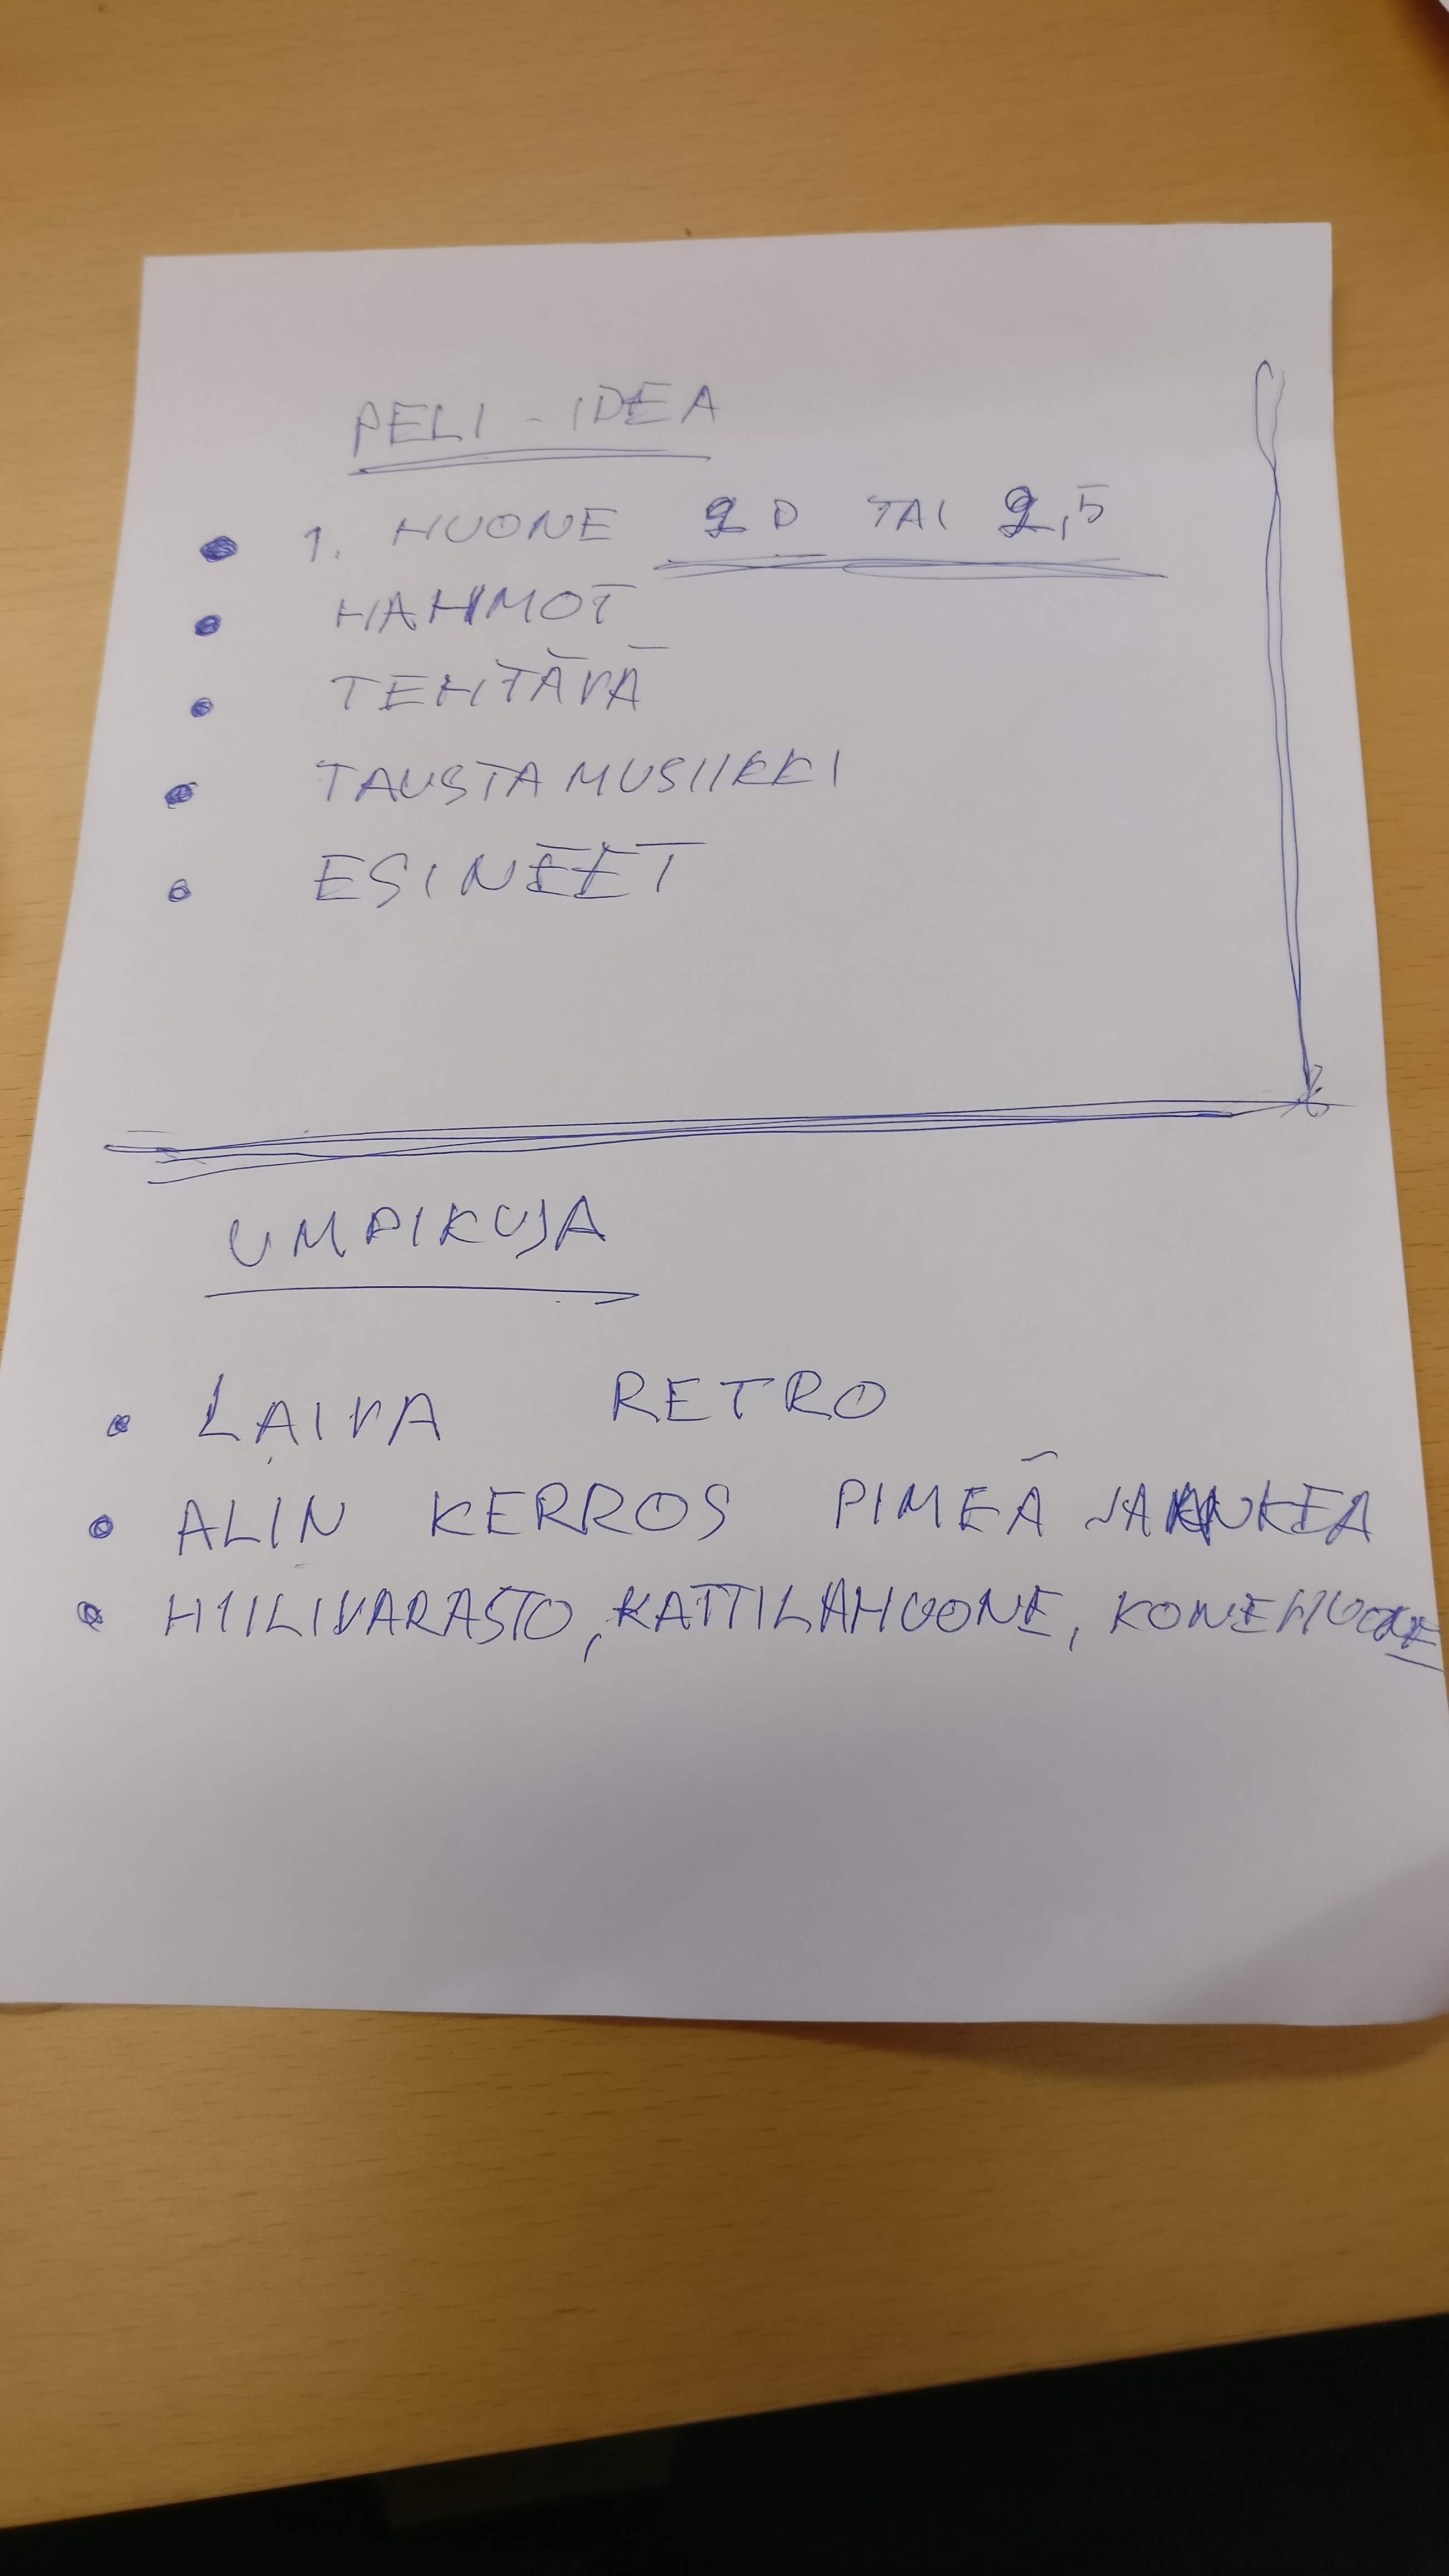 PELI - IDEA
• 1. HUONE 2D TAI 2,5
• HAHMOT
• TEHTÄVÄ
• TAUSTAMUSIIKKI
• ESINEET
UMPIKUJA
• LAIVA RETRO
• ALIN KERROS PIMEÄ JA ANKEA
• HIILIVARASTO, KATTILAHUONE, KONEHUONE